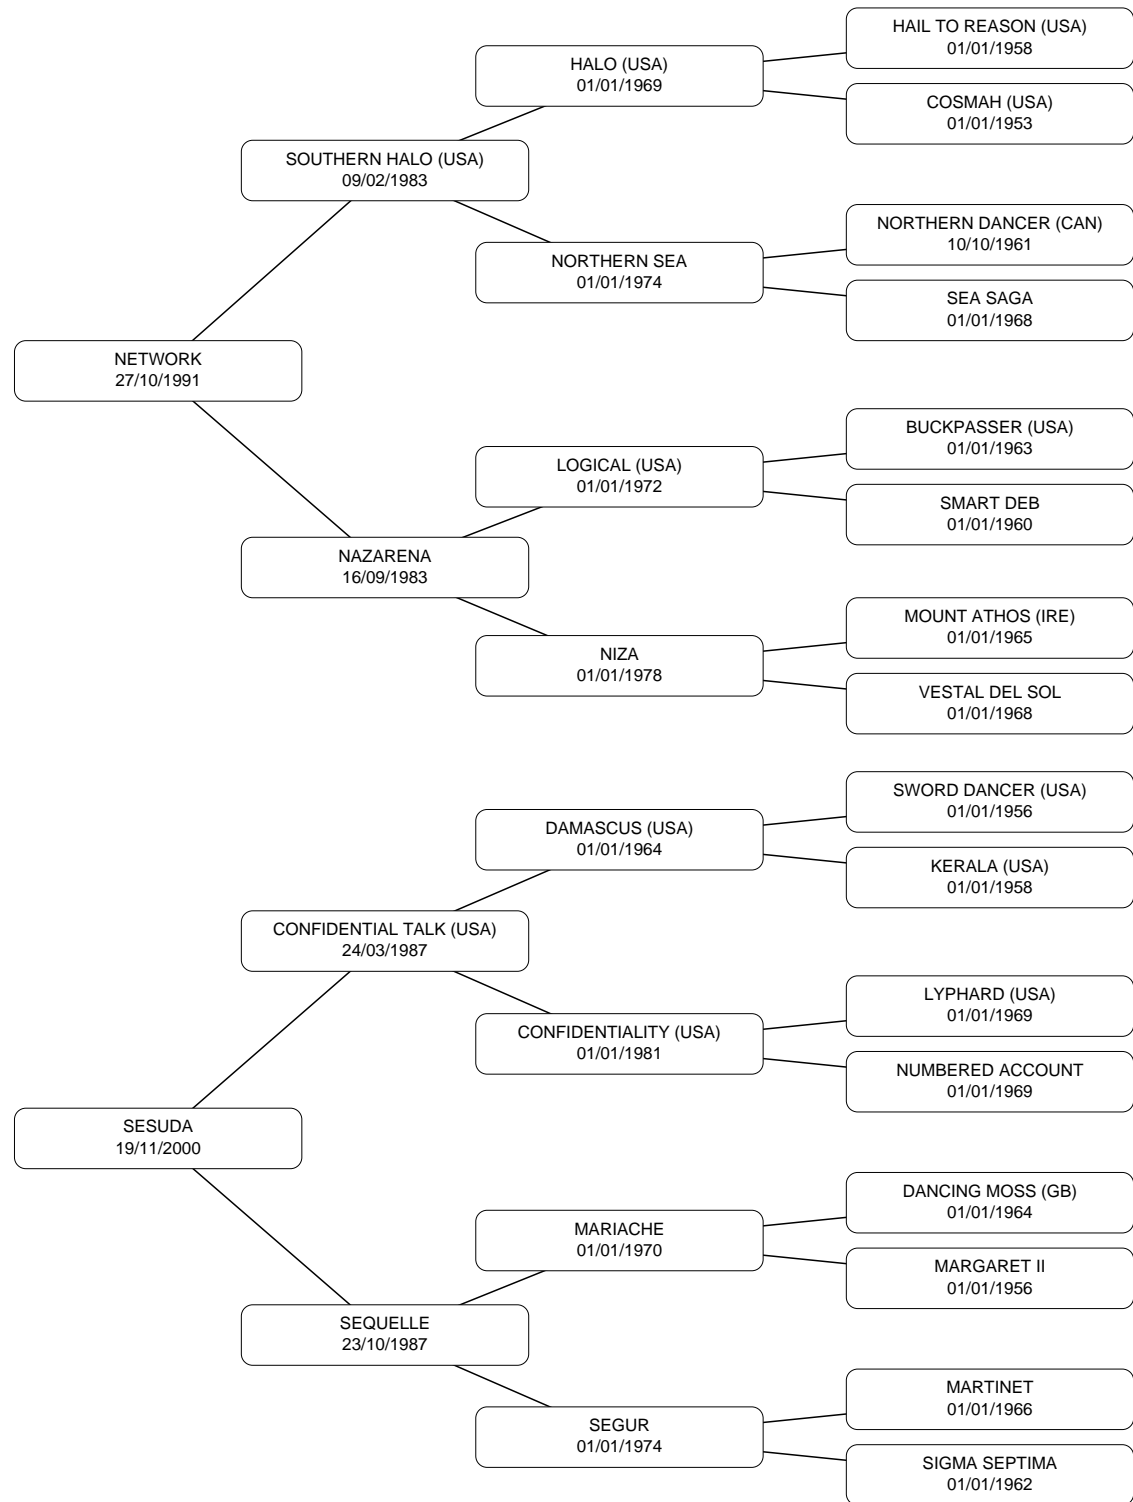 HAIL TO REASON (USA)
01/01/1958
HALO (USA)
01/01/1969
COSMAH (USA)
01/01/1953
SOUTHERN HALO (USA)
09/02/1983
NORTHERN DANCER (CAN)
10/10/1961
NORTHERN SEA
01/01/1974
SEA SAGA
01/01/1968
NETWORK
27/10/1991
BUCKPASSER (USA)
01/01/1963
LOGICAL (USA)
01/01/1972
SMART DEB
01/01/1960
NAZARENA
16/09/1983
MOUNT ATHOS (IRE)
01/01/1965
NIZA
01/01/1978
VESTAL DEL SOL
01/01/1968
SWORD DANCER (USA)
01/01/1956
DAMASCUS (USA)
01/01/1964
KERALA (USA)
01/01/1958
CONFIDENTIAL TALK (USA)
24/03/1987
LYPHARD (USA)
01/01/1969
CONFIDENTIALITY (USA)
01/01/1981
NUMBERED ACCOUNT
01/01/1969
SESUDA
19/11/2000
DANCING MOSS (GB)
01/01/1964
MARIACHE
01/01/1970
MARGARET II
01/01/1956
SEQUELLE
23/10/1987
MARTINET
01/01/1966
SEGUR
01/01/1974
SIGMA SEPTIMA
01/01/1962